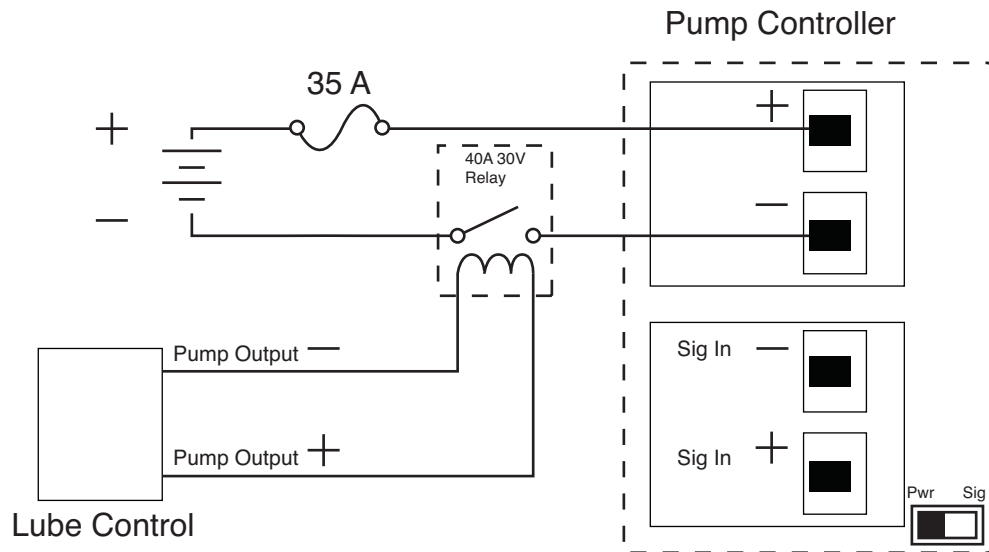 Pump Controller
35 A
+
+
40A 30V
Relay
—
—
Pump Output —
Sig In —
Pump Output +
Sig In +
Pwr Sig
Lube Control